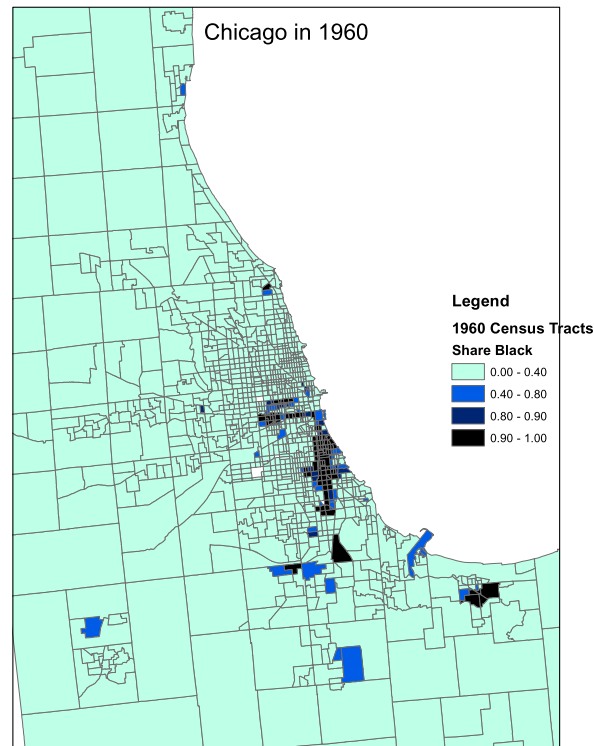 Chicago in 1960
Legend
1960 Census Tracts
Share Black
0.00 - 0.40
0.40 - 0.80
0.80 - 0.90
0.90 - 1.00